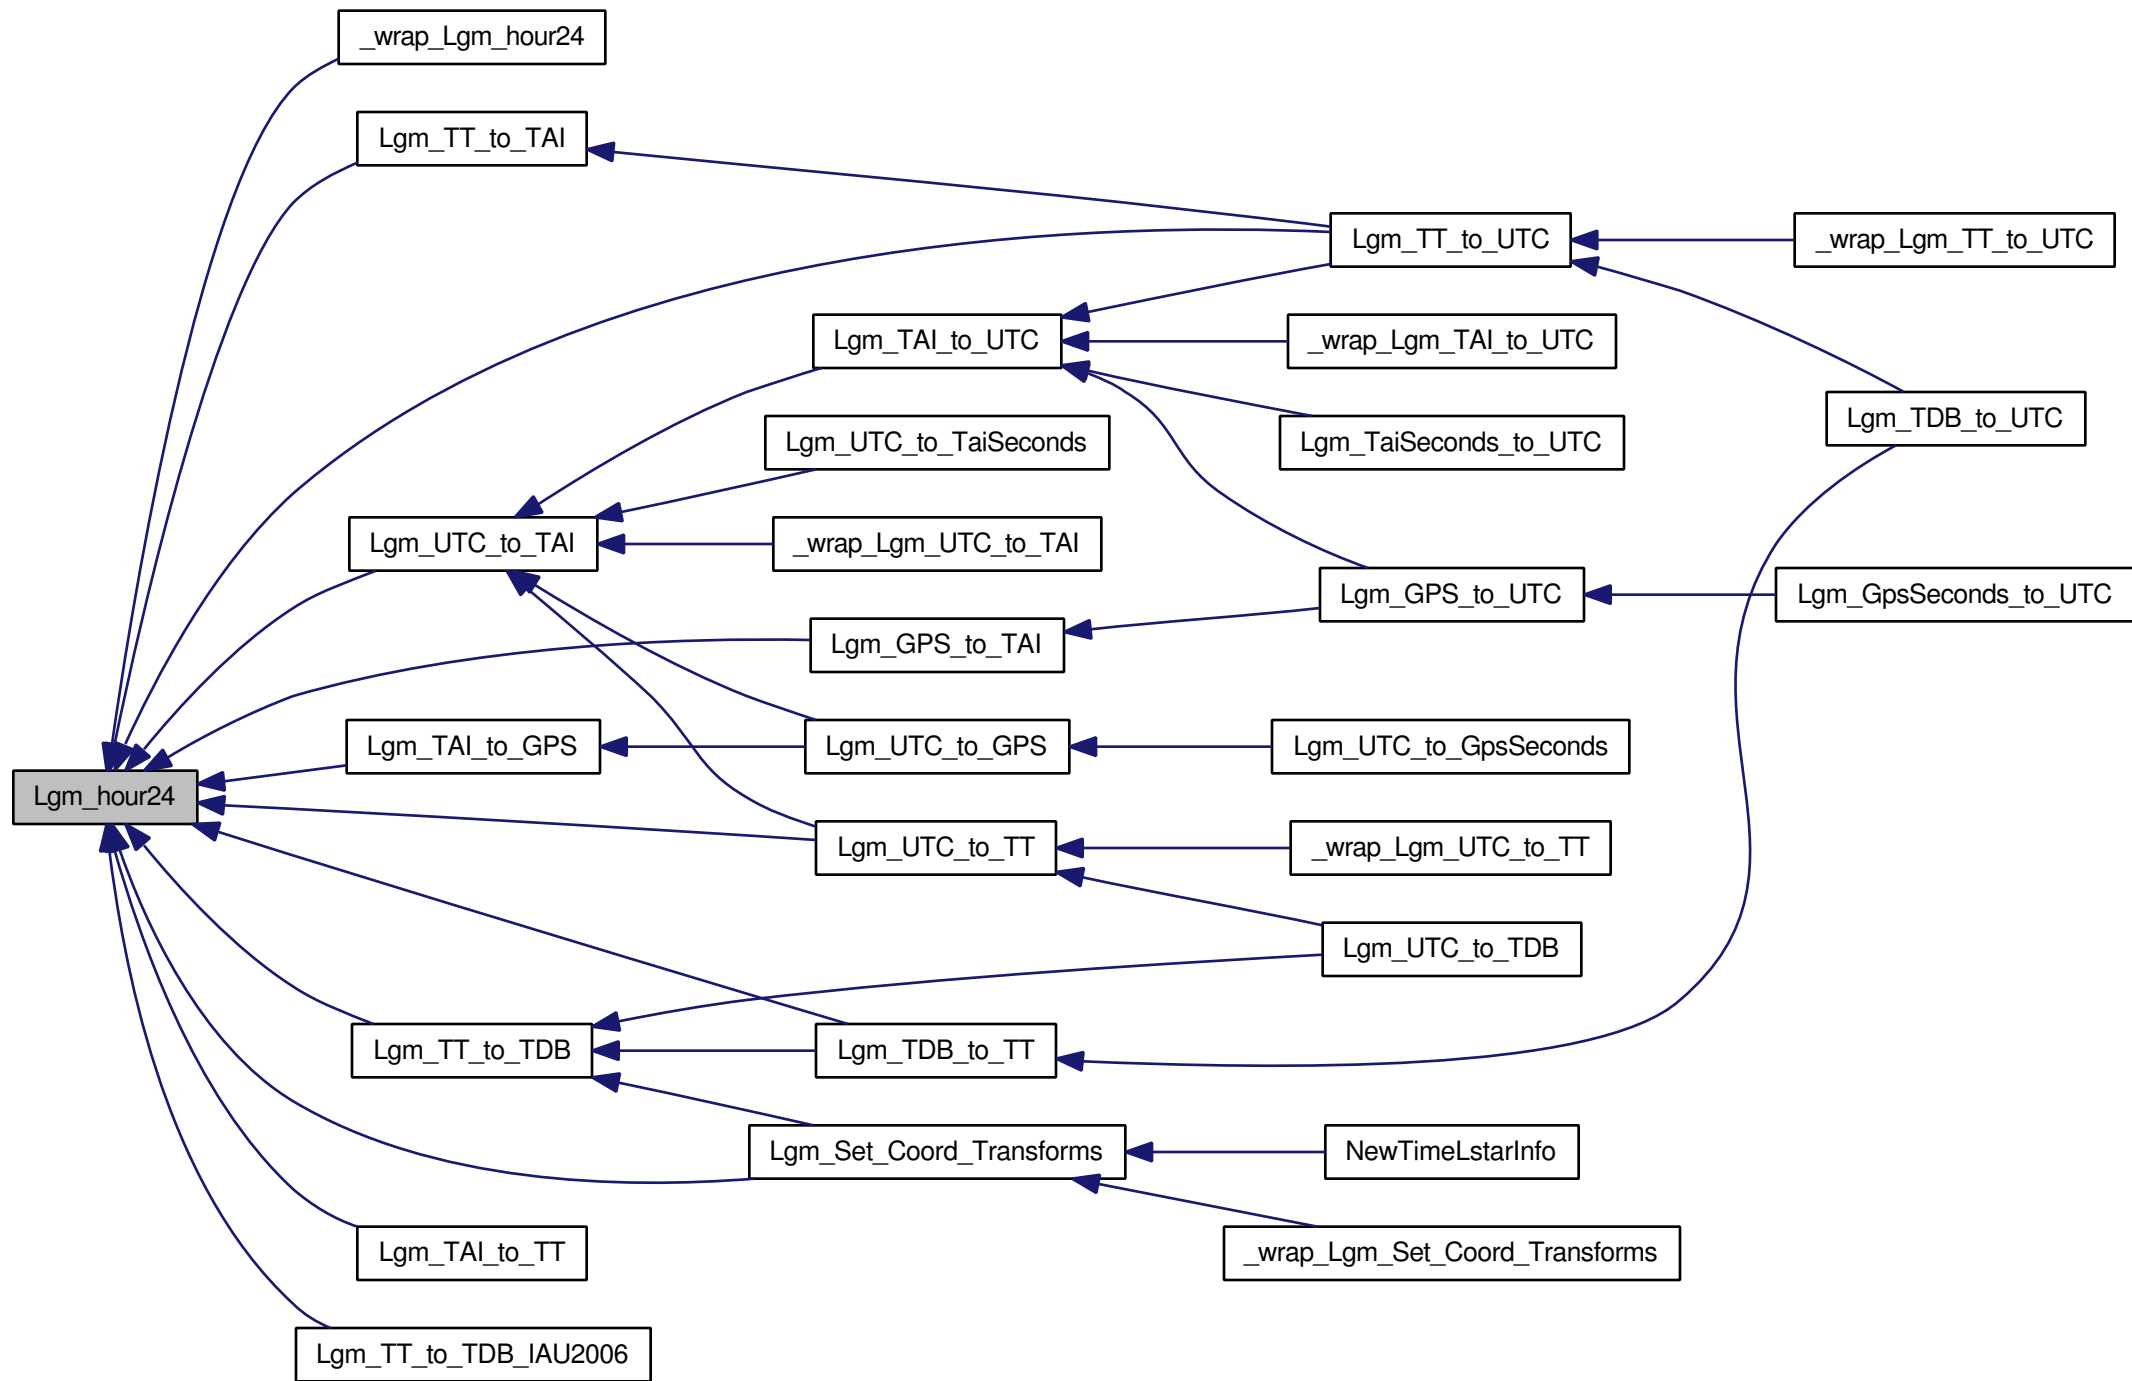 _wrap_Lgm_hour24
Lgm_TT_to_TAI
Lgm_TT_to_UTC
_wrap_Lgm_TT_to_UTC
Lgm_TAI_to_UTC
_wrap_Lgm_TAI_to_UTC
Lgm_TDB_to_UTC
Lgm_UTC_to_TaiSeconds
Lgm_TaiSeconds_to_UTC
Lgm_UTC_to_TAI
_wrap_Lgm_UTC_to_TAI
Lgm_GPS_to_UTC
Lgm_GpsSeconds_to_UTC
Lgm_GPS_to_TAI
Lgm_TAI_to_GPS
Lgm_UTC_to_GPS
Lgm_UTC_to_GpsSeconds
Lgm_hour24
Lgm_UTC_to_TT
_wrap_Lgm_UTC_to_TT
Lgm_UTC_to_TDB
Lgm_TT_to_TDB
Lgm_TDB_to_TT
Lgm_Set_Coord_Transforms
NewTimeLstarInfo
Lgm_TAI_to_TT
_wrap_Lgm_Set_Coord_Transforms
Lgm_TT_to_TDB_IAU2006